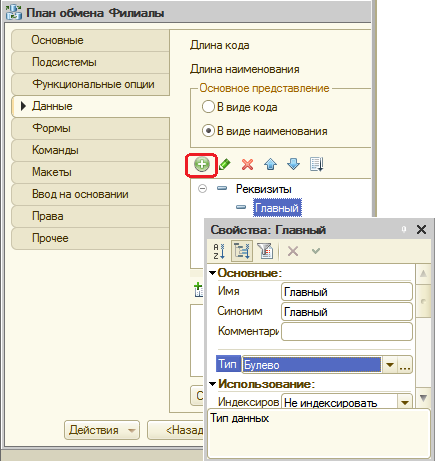 План обмена Филиалы
Основные
Подсистемы
Функциональные опции
Данные
Формы
Команды
Макеты
Ввод на основании
Права
Прочее
Длина кода
Длина наименования
Основное представление
В виде кода
В виде наименования
Реквизиты
Главный
Свойства: Главный
Основные:
Имя Главный
Синоним Главный
Комментари
Тип Булево
Использование:
Индексиров Не индексировать
Тип данных
Действия
<Назад